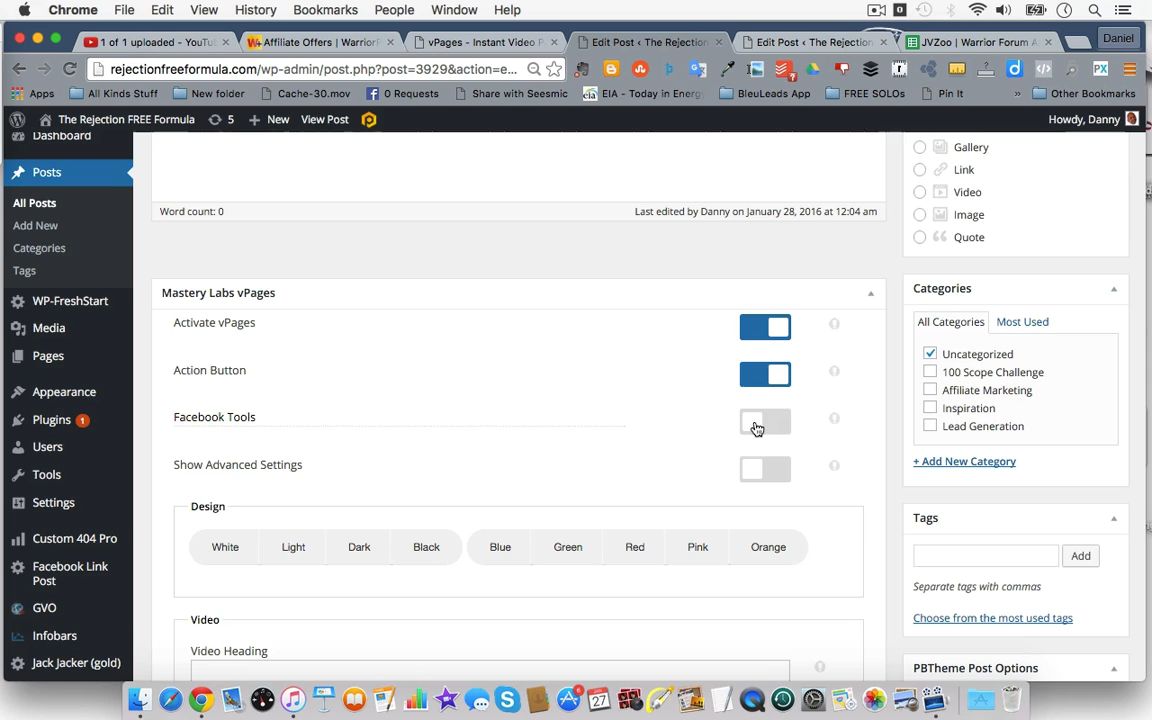 Chrome File Edit View History Bookmarks People Window Help
1 of 1 uploaded - YouTu
Affiliate Offers | WarriorP
vPages - Instant Video P
Edit Post ‹ The Rejection
Edit Post ‹ The Rejection
JVZoo | Warrior Forum A
Daniel
rejectionfreeformula.com/wp-admin/post.php?post=3929&action=e...
Apps All Kinds Stuff New folder Cache-30.mov 0 Requests Share with Seesmic EIA - Today in Energ BleuLeads App FREE SOLOs Pin It » Other Bookmarks
The Rejection FREE Formula 5 New View Post Howdy, Danny
Dashboard
Posts
All Posts
Add New
Categories
Tags
WP-FreshStart
Media
Pages
Appearance
Plugins 1
Users
Tools
Settings
Custom 404 Pro
Facebook Link
Post
GVO
Infobars
Jack Jacker (gold)
Word count: 0 Last edited by Danny on January 28, 2016 at 12:04 am
Mastery Labs vPages
Activate vPages
Action Button
Facebook Tools
Show Advanced Settings
Design
White Light Dark Black Blue Green Red Pink Orange
Video
Video Heading
Gallery
Link
Video
Image
Quote
Categories
All Categories Most Used
Uncategorized
100 Scope Challenge
Affiliate Marketing
Inspiration
Lead Generation
+ Add New Category
Tags
Add
Separate tags with commas
Choose from the most used tags
PBTheme Post Options